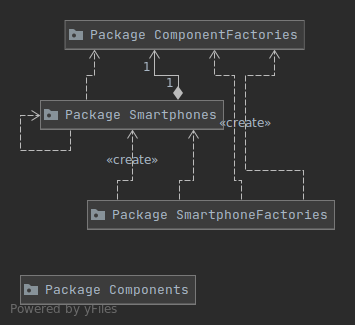 Package ComponentFactories
1
1
Package Smartphones
«create»
«create»
Package SmartphoneFactories
Package Components
Powered by yFiles